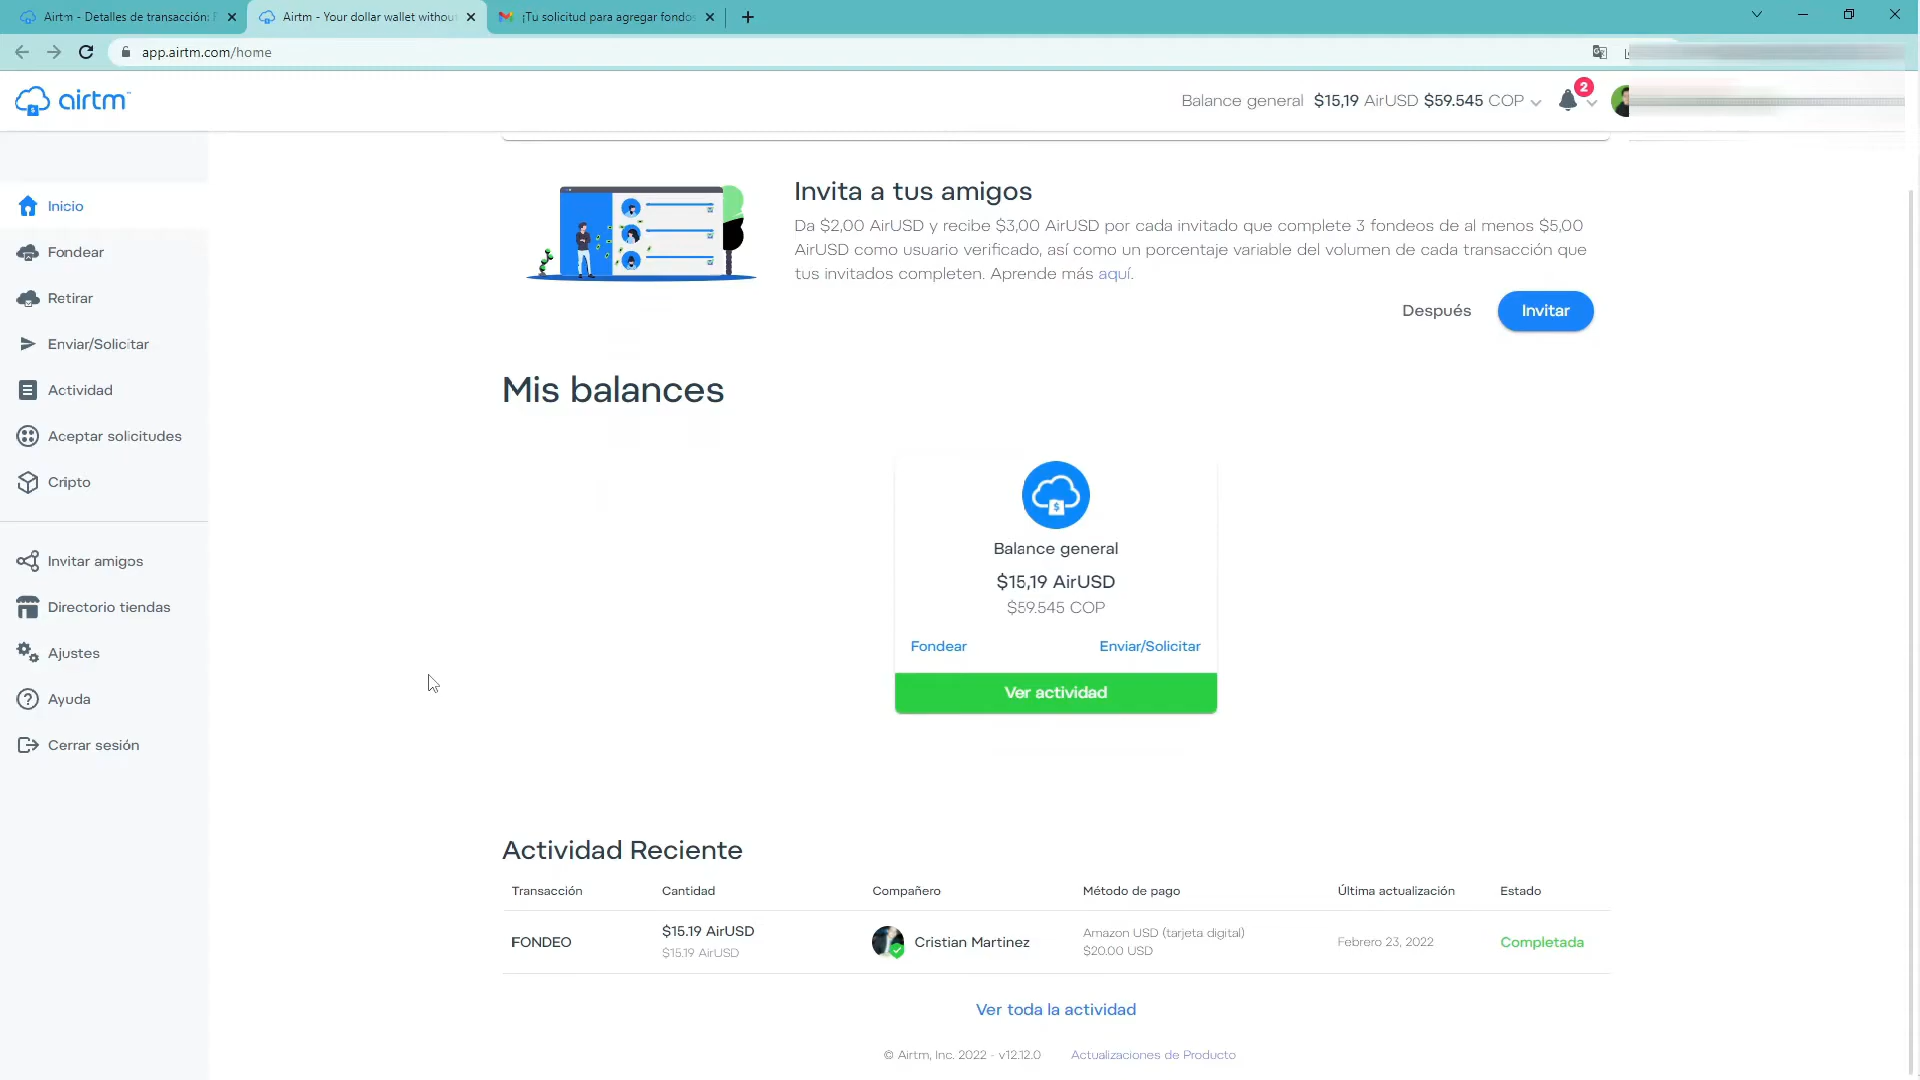 Airtm - Detalles de transacción:
Airtm - Your dollar wallet without
¡Tu solicitud para agregar fondos
app.airtm.com/home
airtm™
Balance general $15,19 AirUSD $59.545 COP
2
Inicio
Fondear
Retirar
Enviar/Solicitar
Actividad
Aceptar solicitudes
Cripto
Invitar amigos
Directorio tiendas
Ajustes
Ayuda
Cerrar sesión
Invita a tus amigos
Da $2,00 AirUSD y recibe $3,00 AirUSD por cada invitado que complete 3 fondeos de al menos $5,00
AirUSD como usuario verificado, así como un porcentaje variable del volumen de cada transacción que
tus invitados completen. Aprende más aquí.
Después Invitar
Mis balances
Balance general
$15,19 AirUSD
$59.545 COP
Fondear Enviar/Solicitar
Ver actividad
Actividad Reciente
Transacción Cantidad Compañero Método de pago Última actualización Estado
FONDEO $15.19 AirUSD Cristian Martinez Amazon USD (tarjeta digital) Febrero 23, 2022 Completada
$15.19 AirUSD $20.00 USD
Ver toda la actividad
© Airtm, Inc. 2022 - v12.12.0 Actualizaciones de Producto